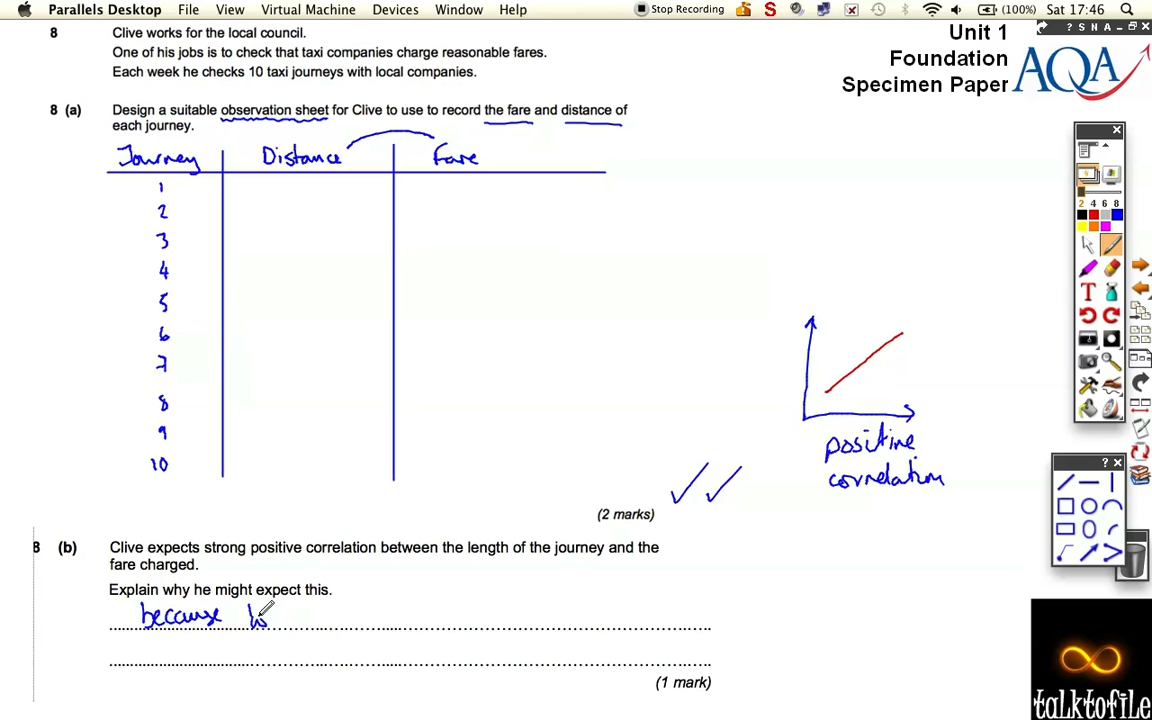 Parallels Desktop File View Virtual Machine Devices Window Help Stop Recording (100%) Sat 17:46
? S N A
Unit 1
Foundation
Specimen Paper
AQA
8 Clive works for the local council.
One of his jobs is to check that taxi companies charge reasonable fares.
Each week he checks 10 taxi journeys with local companies.
8 (a) Design a suitable observation sheet for Clive to use to record the fare and distance of
each journey.
Journey Distance Fare
1
2
3
4
5
6
7
8
9
10
2 4 6 8
positive
correlation
(2 marks)
8 (b) Clive expects strong positive correlation between the length of the journey and the
fare charged.
Explain why he might expect this.
because
(1 mark)
talktofile